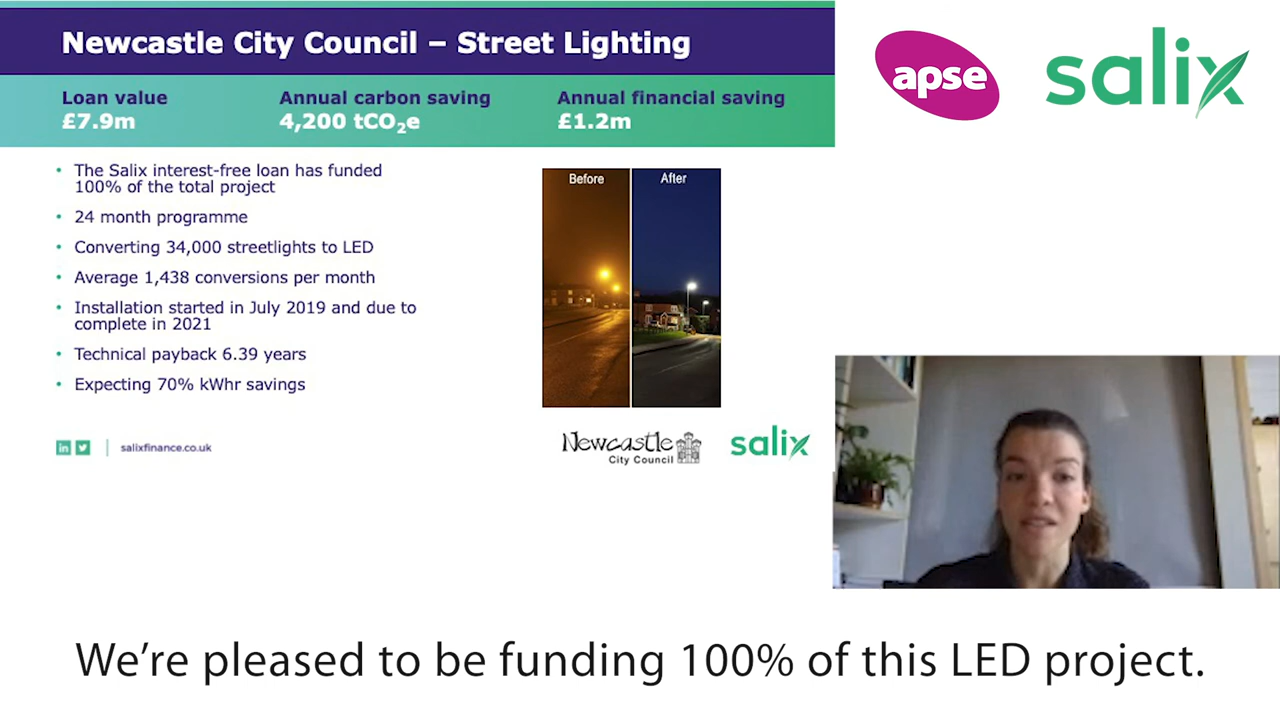 Newcastle City Council – Street Lighting
apse
salix
Loan value
£7.9m
Annual carbon saving
4,200 tCO₂e
Annual financial saving
£1.2m
• The Salix interest-free loan has funded
100% of the total project
• 24 month programme
• Converting 34,000 streetlights to LED
• Average 1,438 conversions per month
• Installation started in July 2019 and due to
complete in 2021
• Technical payback 6.39 years
• Expecting 70% kWhr savings
Before
After
in
salixfinance.co.uk
Newcastle
City Council
salix
We’re pleased to be funding 100% of this LED project.